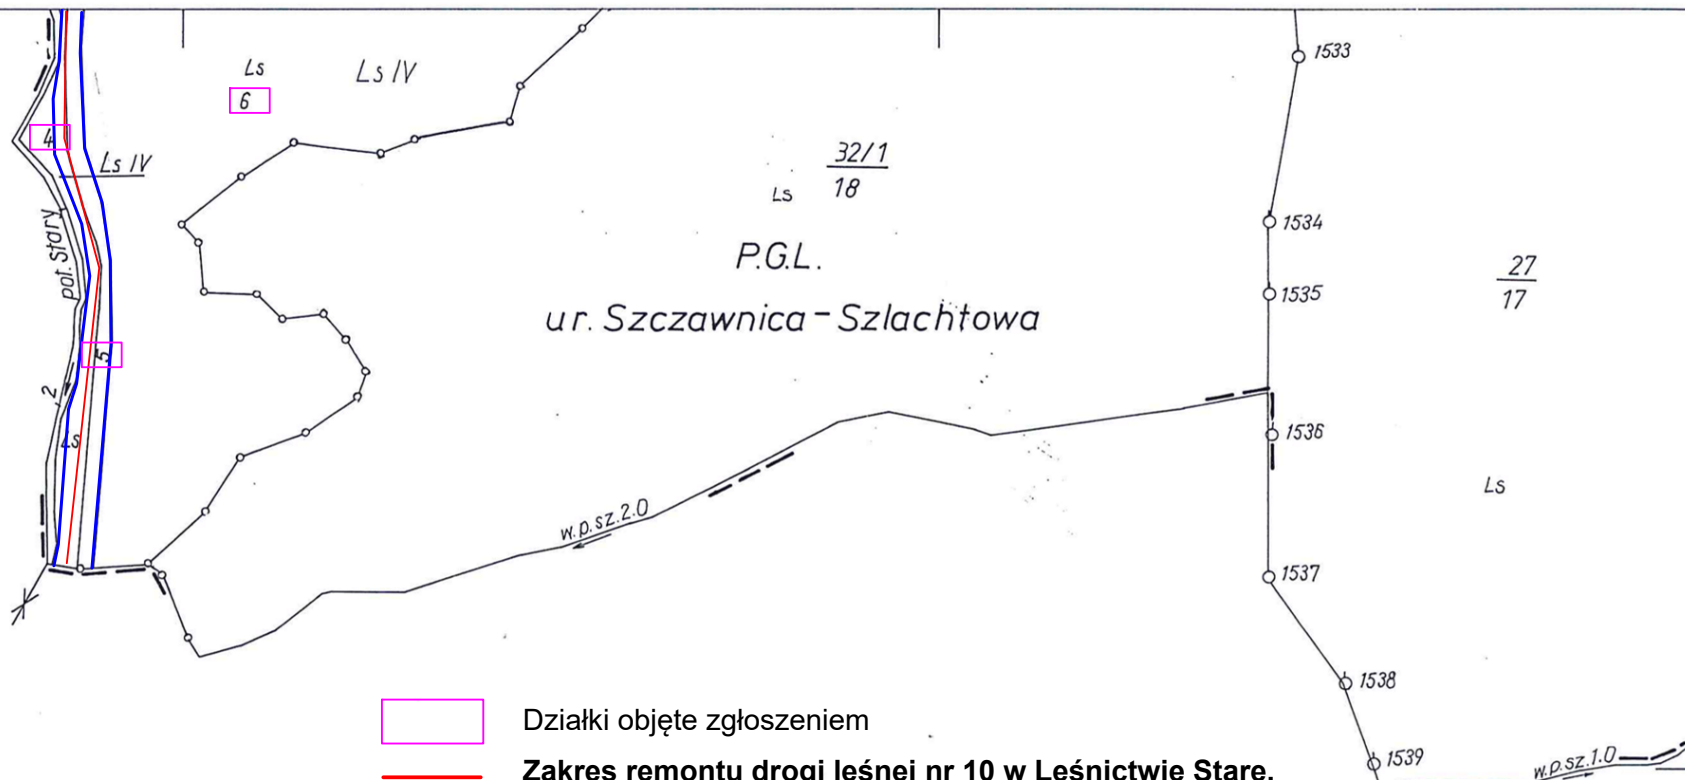 1533
Ls
Ls IV
6
4
Ls IV
32/1
18
Ls
1534
pot. Stary
P.G.L.
27
17
1535
ur. Szczawnica-Szlachtowa
5
2
1536
Ls
Ls
w.p.sz.2.0
1537
1538
Działki objęte zgłoszeniem
1539
w.p.sz.1.0
Zakres remontu drogi leśnej nr 10 w Leśnictwie Stare.